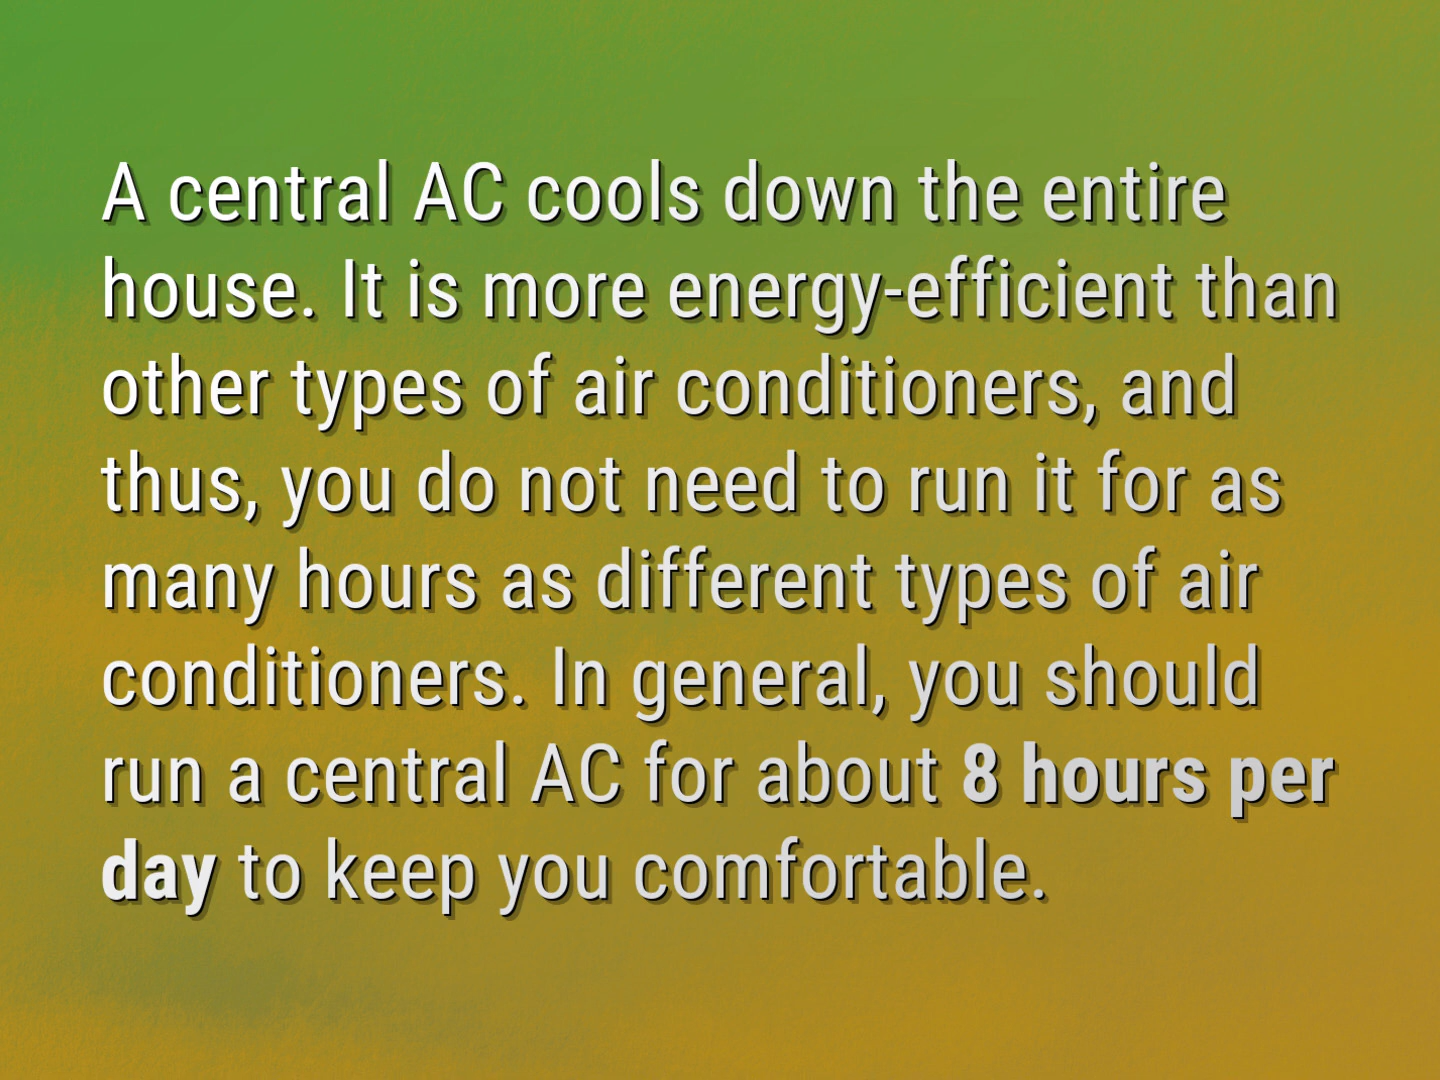 A central AC cools down the entire
house. It is more energy-efficient than
other types of air conditioners, and
thus, you do not need to run it for as
many hours as different types of air
conditioners. In general, you should
run a central AC for about 8 hours per
day to keep you comfortable.